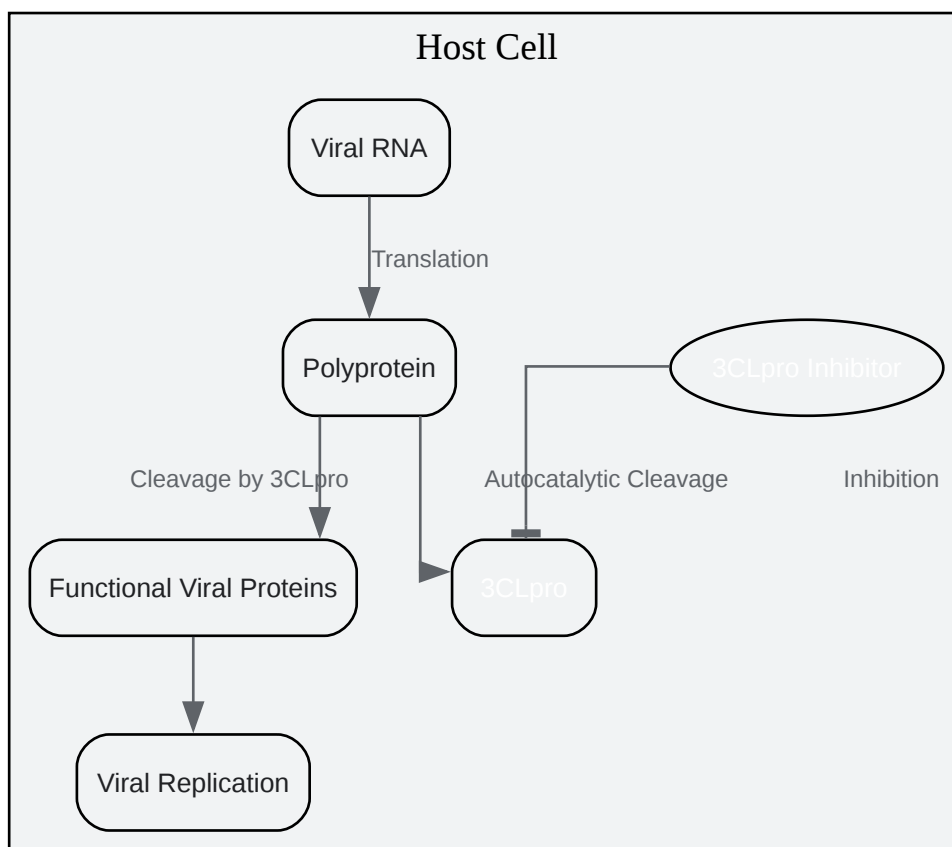 Host Cell
Viral RNA
Translation
Polyprotein
3CLpro Inhibitor
Cleavage by 3CLpro
Autocatalytic Cleavage
Inhibition
Functional Viral Proteins
3CLpro
Viral Replication